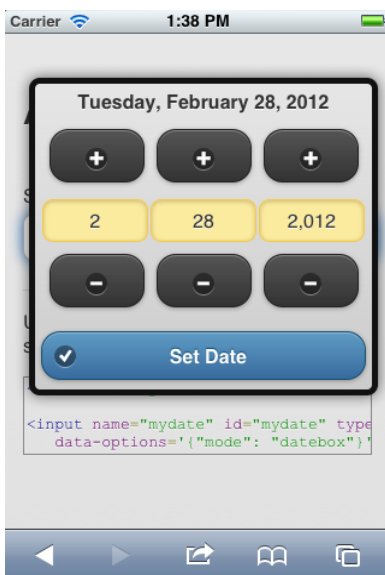 Carrier 1:38 PM
Tuesday, February 28, 2012
2 28 2,012
Set Date
<input name="mydate" id="mydate" type
data-options='{"mode": "datebox"}'